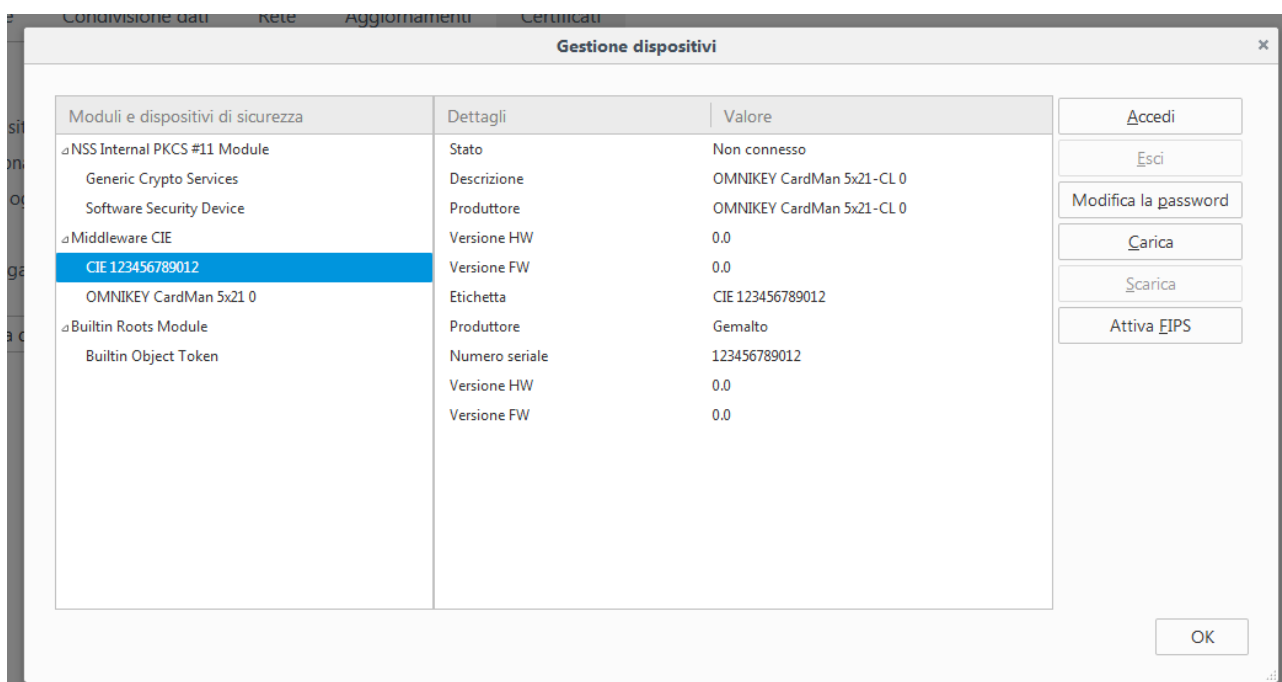 Condivisione dati Rete Aggiornamenti Certificati
Gestione dispositivi
Moduli e dispositivi di sicurezza Dettagli Valore
NSS Internal PKCS #11 Module Stato Non connesso
Generic Crypto Services Descrizione OMNIKEY CardMan 5x21-CL 0
Software Security Device Produttore OMNIKEY CardMan 5x21-CL 0
Middleware CIE Versione HW 0.0
CIE 123456789012 Versione FW 0.0
OMNIKEY CardMan 5x21 0 Etichetta CIE 123456789012
Builtin Roots Module Produttore Gemalto
Builtin Object Token Numero seriale 123456789012
Versione HW 0.0
Versione FW 0.0
Accedi
Esci
Modifica la password
Carica
Scarica
Attiva FIPS
OK